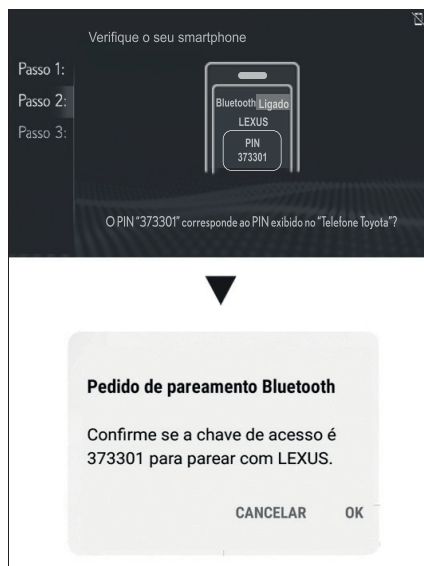 Verifique o seu smartphone
Passo 1:
Passo 2:
Passo 3:
Bluetooth Ligado
LEXUS
PIN
373301
O PIN "373301" corresponde ao PIN exibido no "Telefone Toyota"?
Pedido de pareamento Bluetooth
Confirme se a chave de acesso é
373301 para parear com LEXUS.
CANCELAR OK